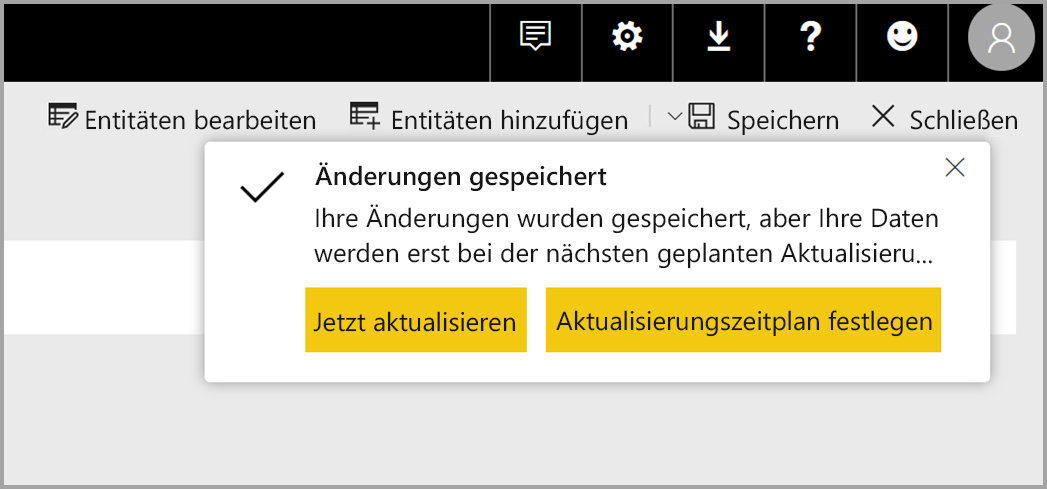 Entitäten bearbeiten Entitäten hinzufügen Speichern Schließen
Änderungen gespeichert
Ihre Änderungen wurden gespeichert, aber Ihre Daten
werden erst bei der nächsten geplanten Aktualisieru...
Jetzt aktualisieren Aktualisierungszeitplan festlegen